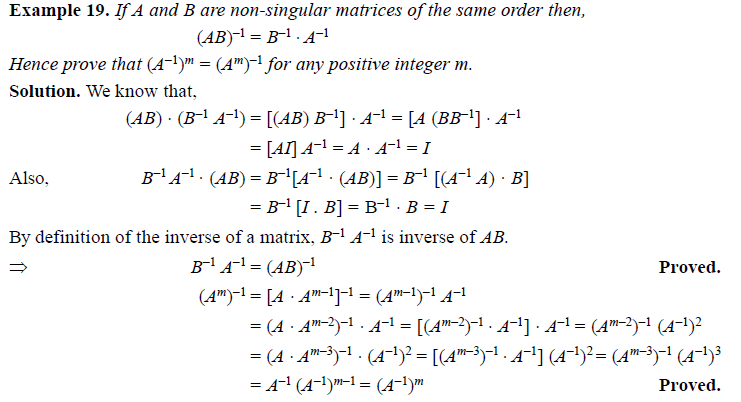 Example 19. If A and B are non-singular matrices of the same order then,
(AB)⁻¹ = B⁻¹ · A⁻¹
Hence prove that (A⁻¹)ᵐ = (Aᵐ)⁻¹ for any positive integer m.
Solution. We know that,
(AB) · (B⁻¹ A⁻¹) = [(AB) B⁻¹] · A⁻¹ = [A (BB⁻¹] · A⁻¹
= [AI] A⁻¹ = A · A⁻¹ = I
Also, B⁻¹ A⁻¹ · (AB) = B⁻¹[A⁻¹ · (AB)] = B⁻¹ [(A⁻¹ A) · B]
= B⁻¹ [I . B] = B⁻¹ · B = I
By definition of the inverse of a matrix, B⁻¹ A⁻¹ is inverse of AB.
⇒ B⁻¹ A⁻¹ = (AB)⁻¹ Proved.
(Aᵐ)⁻¹ = [A · Aᵐ⁻¹]⁻¹ = (Aᵐ⁻¹)⁻¹ A⁻¹
= (A · Aᵐ⁻²)⁻¹ · A⁻¹ = [(Aᵐ⁻²)⁻¹ · A⁻¹] · A⁻¹ = (Aᵐ⁻²)⁻¹ (A⁻¹)²
= (A · Aᵐ⁻³)⁻¹ · (A⁻¹)² = [(Aᵐ⁻³)⁻¹ · A⁻¹] (A⁻¹)² = (Aᵐ⁻³)⁻¹ (A⁻¹)³
= A⁻¹ (A⁻¹)ᵐ⁻¹ = (A⁻¹)ᵐ Proved.